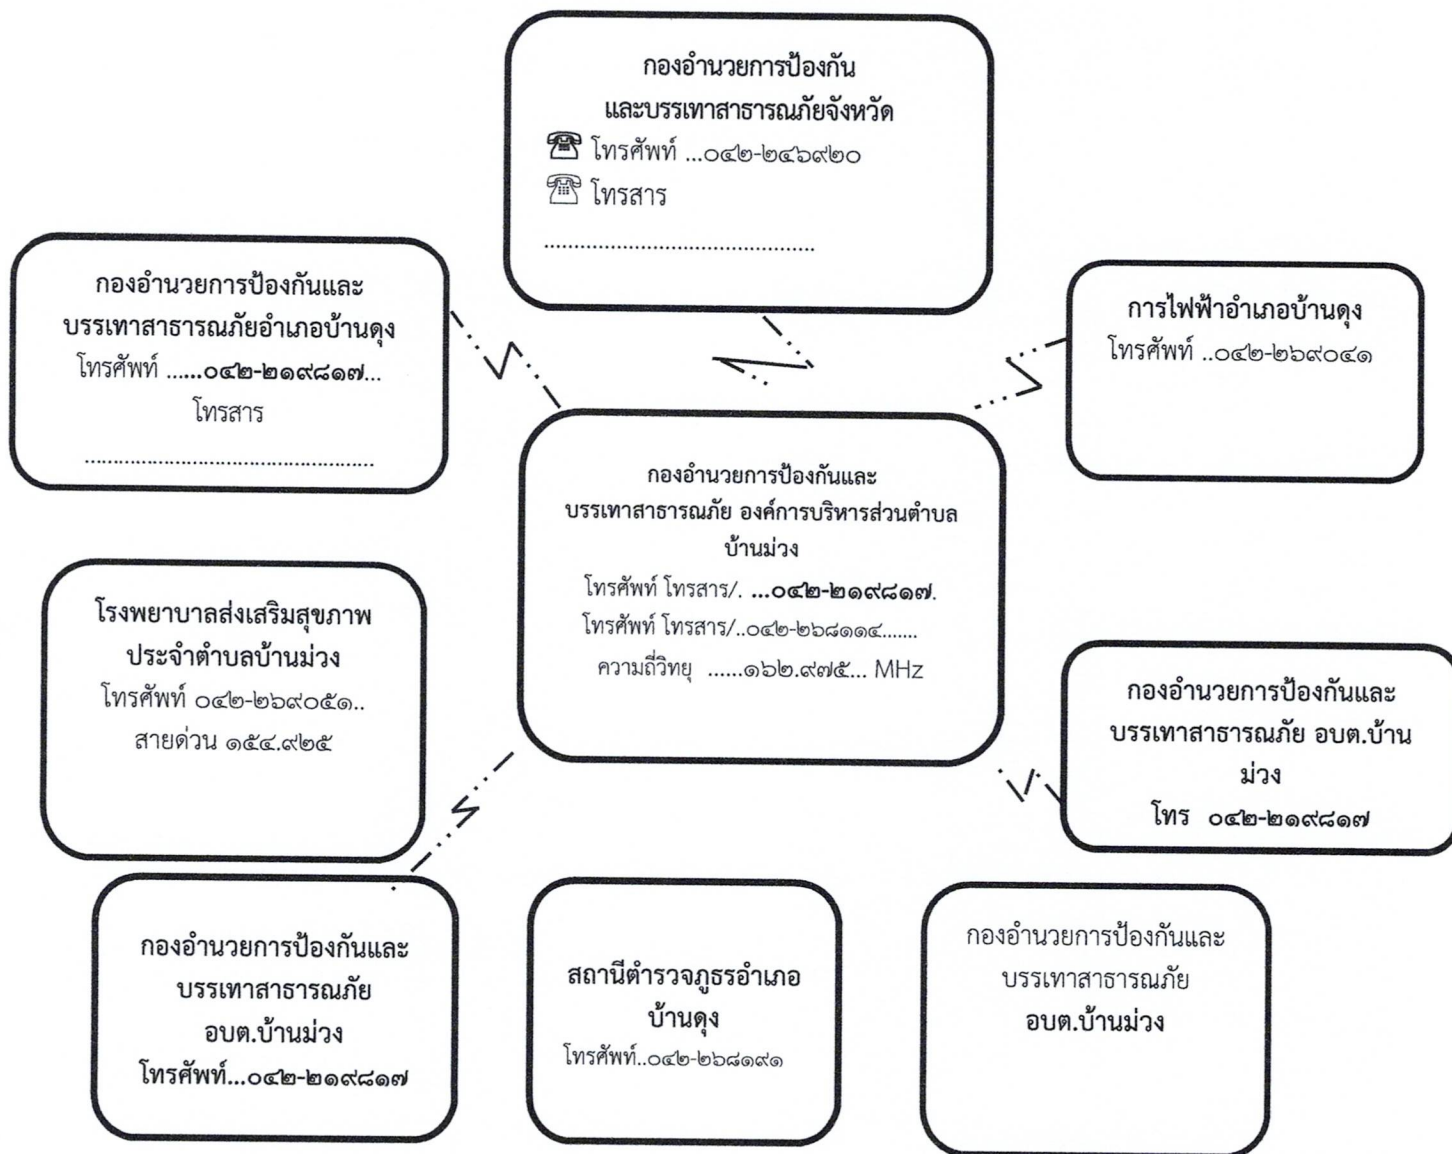 กองอำนวยการป้องกัน
และบรรเทาสาธารณภัยจังหวัด
โทรศัพท์ ...๐๔๒-๒๔๖๙๒๐
โทรสาร
.............................................
กองอำนวยการป้องกันและ
บรรเทาสาธารณภัยอำเภอบ้านดุง
โทรศัพท์ ......๐๔๒-๒๑๙๘๑๗...
โทรสาร
................................................
การไฟฟ้าอำเภอบ้านดุง
โทรศัพท์ ..๐๔๒-๒๖๙๐๔๑
กองอำนวยการป้องกันและ
บรรเทาสาธารณภัย องค์การบริหารส่วนตำบล
บ้านม่วง
โทรศัพท์ โทรสาร/. ...๐๔๒-๒๑๙๘๑๗.
โทรศัพท์ โทรสาร/..๐๔๒-๒๖๘๑๑๔.......
ความถี่วิทยุ ......๑๖๒.๙๗๕... MHz
โรงพยาบาลส่งเสริมสุขภาพ
ประจำตำบลบ้านม่วง
โทรศัพท์ ๐๔๒-๒๖๙๐๕๑..
สายด่วน ๑๕๔.๙๒๕
กองอำนวยการป้องกันและ
บรรเทาสาธารณภัย อบต.บ้าน
ม่วง
โทร ๐๔๒-๒๑๙๘๑๗
กองอำนวยการป้องกันและ
บรรเทาสาธารณภัย
อบต.บ้านม่วง
โทรศัพท์...๐๔๒-๒๑๙๘๑๗
สถานีตำรวจภูธรอำเภอ
บ้านดุง
โทรศัพท์..๐๔๒-๒๖๘๑๙๑
กองอำนวยการป้องกันและ
บรรเทาสาธารณภัย
อบต.บ้านม่วง